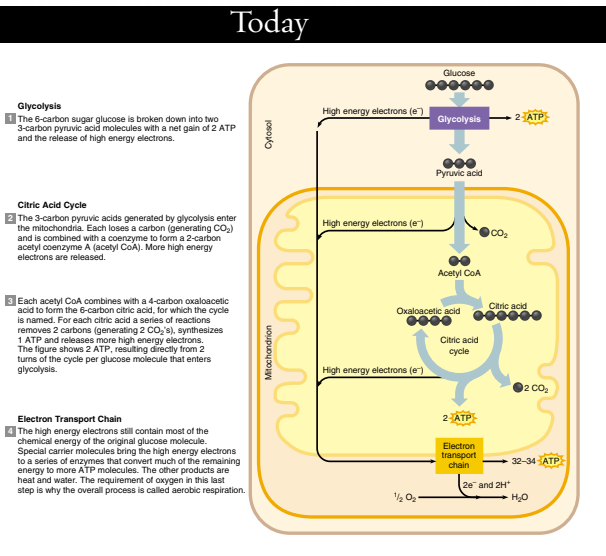 Today
Glycolysis
1 The 6-carbon sugar glucose is broken down into two
3-carbon pyruvic acid molecules with a net gain of 2 ATP
and the release of high energy electrons.
Citric Acid Cycle
2 The 3-carbon pyruvic acids generated by glycolysis enter
the mitochondria. Each loses a carbon (generating CO₂)
and is combined with a coenzyme to form a 2-carbon
acetyl coenzyme A (acetyl CoA). More high energy
electrons are released.
3 Each acetyl CoA combines with a 4-carbon oxaloacetic
acid to form the 6-carbon citric acid, for which the cycle
is named. For each citric acid a series of reactions
removes 2 carbons (generating 2 CO₂'s), synthesizes
1 ATP and releases more high energy electrons.
The figure shows 2 ATP, resulting directly from 2
turns of the cycle per glucose molecule that enters
glycolysis.
Electron Transport Chain
4 The high energy electrons still contain most of the
chemical energy of the original glucose molecule.
Special carrier molecules bring the high energy electrons
to a series of enzymes that convert much of the remaining
energy to more ATP molecules. The other products are
heat and water. The requirement of oxygen in this last
step is why the overall process is called aerobic respiration.
Cytosol
Mitochondrion
Glucose
High energy electrons (e⁻)
Glycolysis
2 ATP
Pyruvic acid
High energy electrons (e⁻)
CO₂
Acetyl CoA
Oxaloacetic acid
Citric acid
Citric acid
cycle
High energy electrons (e⁻)
2 CO₂
2 ATP
Electron
transport
chain
32–34 ATP
2e⁻ and 2H⁺
½ O₂
H₂O